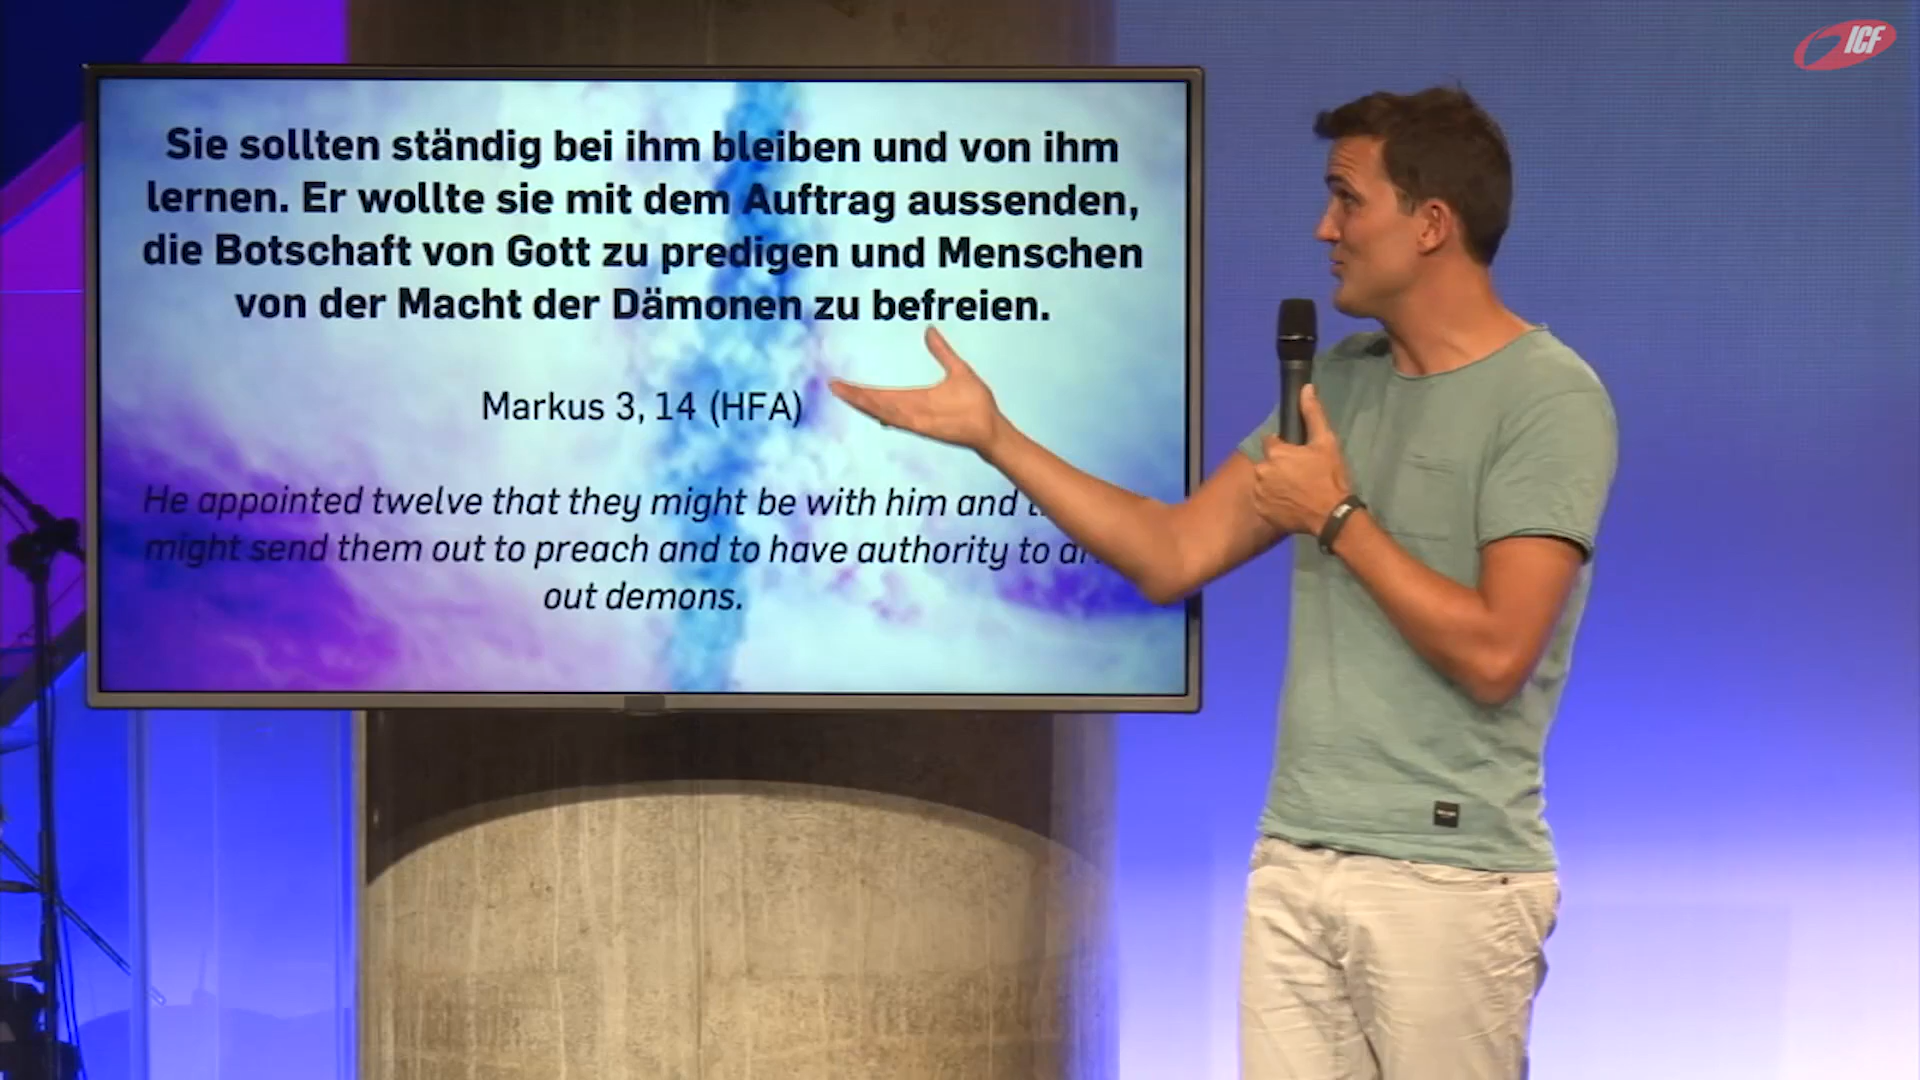 ICF
Sie sollten ständig bei ihm bleiben und von ihm
lernen. Er wollte sie mit dem Auftrag aussenden,
die Botschaft von Gott zu predigen und Menschen
von der Macht der Dämonen zu befreien.
Markus 3, 14 (HFA)
He appointed twelve that they might be with him and
might send them out to preach and to have authority to
out demons.